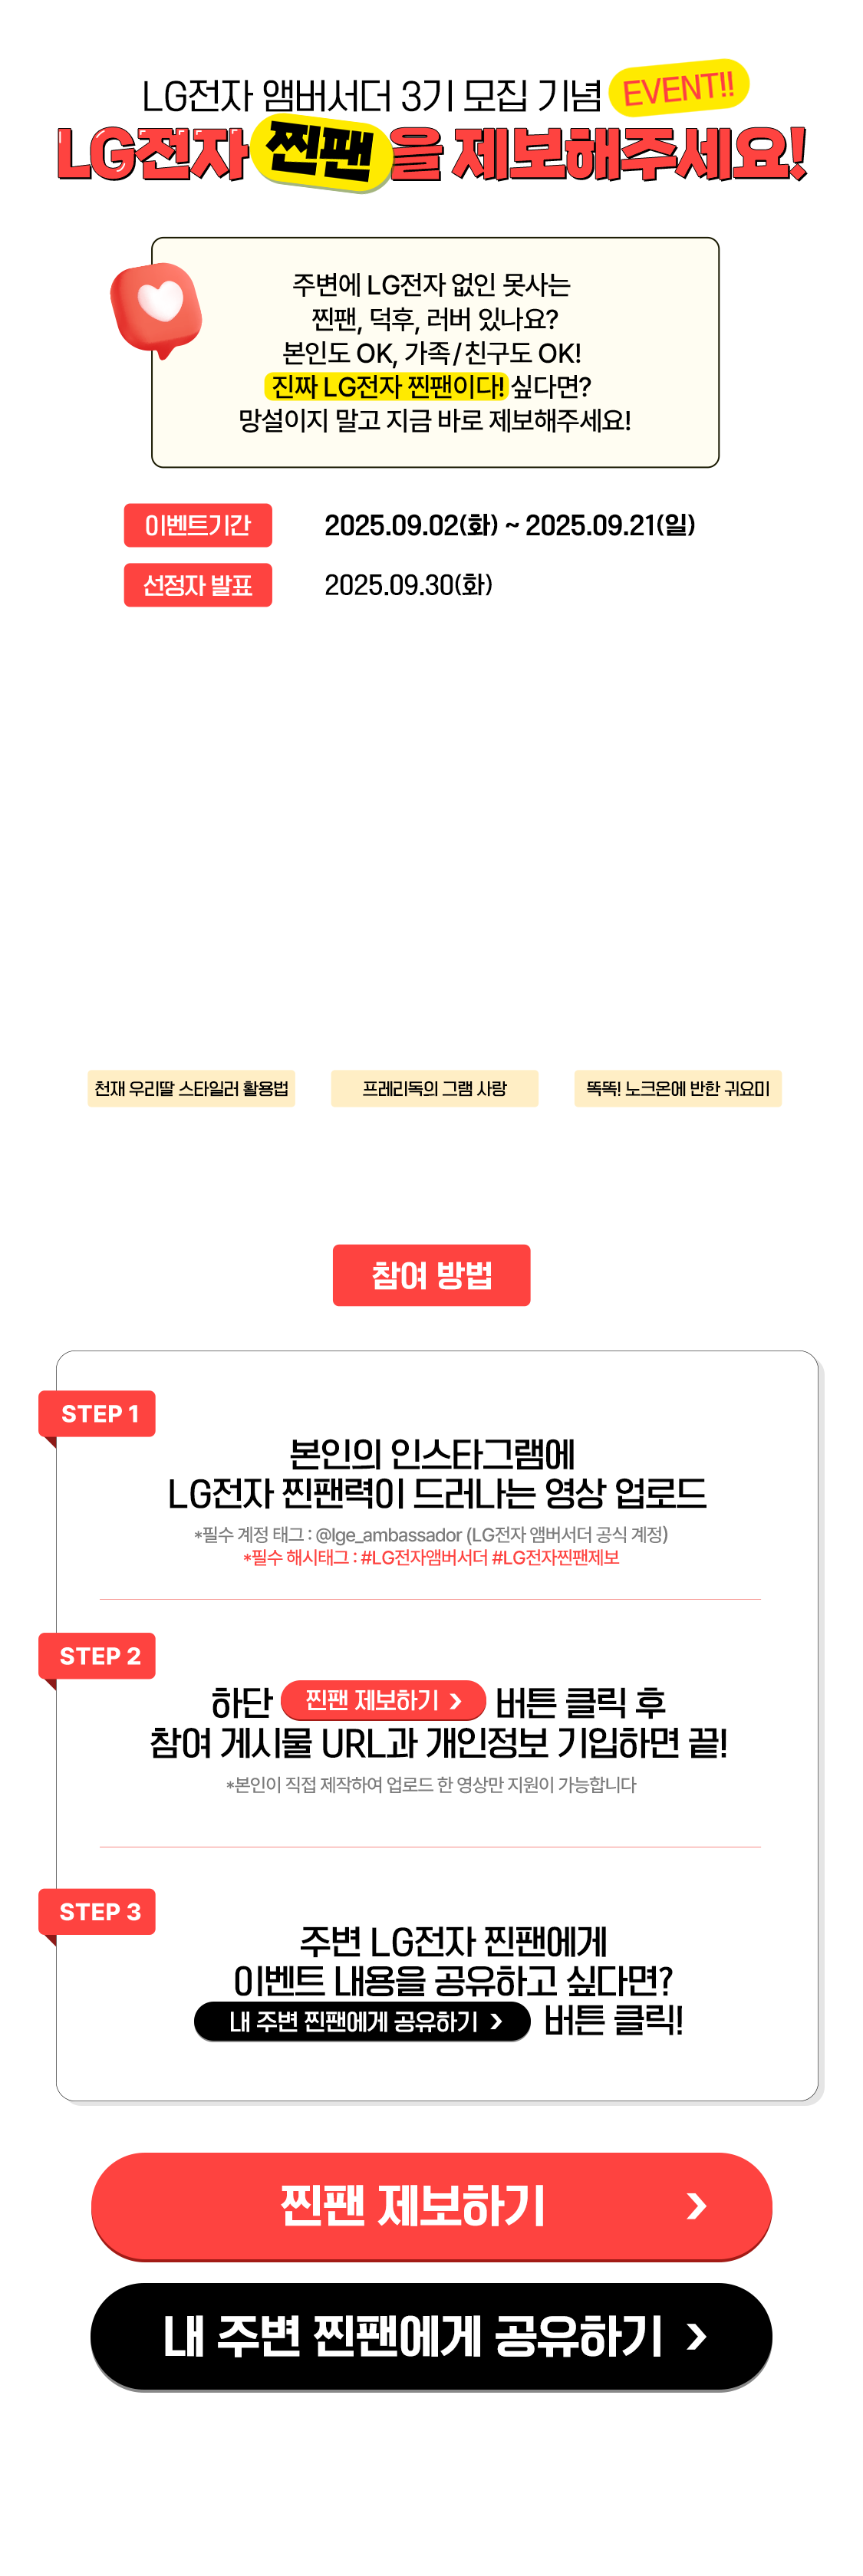 LG전자 앰버서더 3기 모집 기념 EVENT!!
LG전자 찐팬을 제보해주세요!
주변에 LG전자 없인 못사는
찐팬, 덕후, 러버 있나요?
본인도 OK, 가족/친구도 OK!
진짜 LG전자 찐팬이다! 싶다면?
망설이지 말고 지금 바로 제보해주세요!
이벤트기간 2025.09.02(화) ~ 2025.09.21(일)
선정자 발표 2025.09.30(화)
천재 우리딸 스타일러 활용법
프레리독의 그램 사랑
똑똑! 노크온에 반한 귀요미
참여 방법
STEP 1
본인의 인스타그램에
LG전자 찐팬력이 드러나는 영상 업로드
*필수 계정 태그 : @lge_ambassador (LG전자 앰버서더 공식 계정)
*필수 해시태그 : #LG전자앰버서더 #LG전자찐팬제보
STEP 2
하단 찐팬 제보하기 > 버튼 클릭 후
참여 게시물 URL과 개인정보 기입하면 끝!
*본인이 직접 제작하여 업로드 한 영상만 지원이 가능합니다
STEP 3
주변 LG전자 찐팬에게
이벤트 내용을 공유하고 싶다면?
내 주변 찐팬에게 공유하기 > 버튼 클릭!
찐팬 제보하기 >
내 주변 찐팬에게 공유하기 >